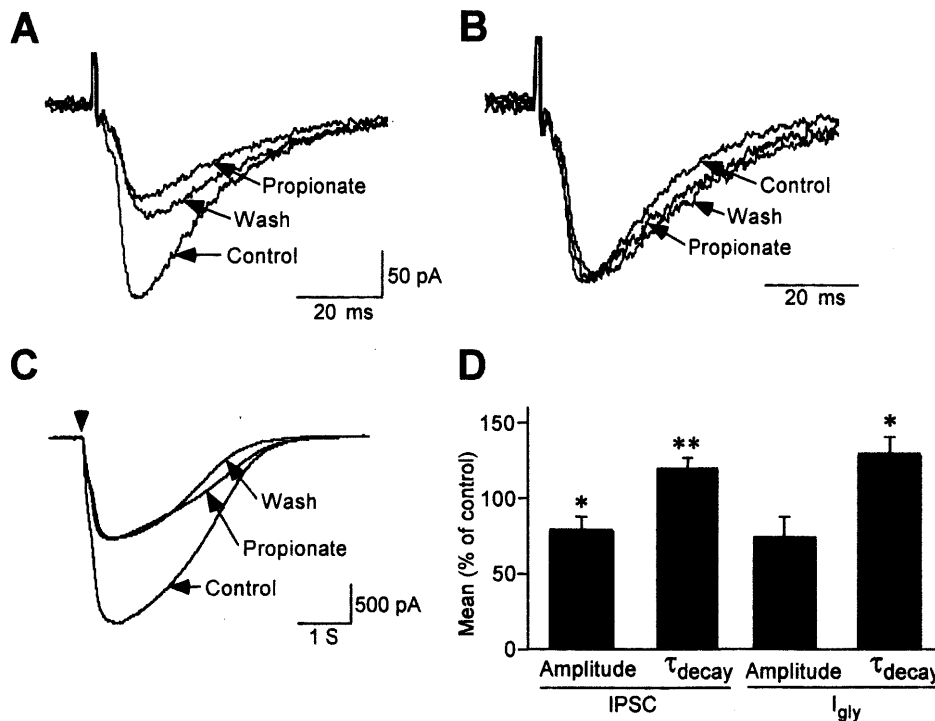 A
Propionate
Wash
Control
50 pA
20 ms
B
Control
Wash
Propionate
20 ms
C
Wash
Propionate
Control
500 pA
1 S
D
Mean (% of control)
150
100
50
0
*
**
*
Amplitude
τdecay
Amplitude
τdecay
IPSC
Igly